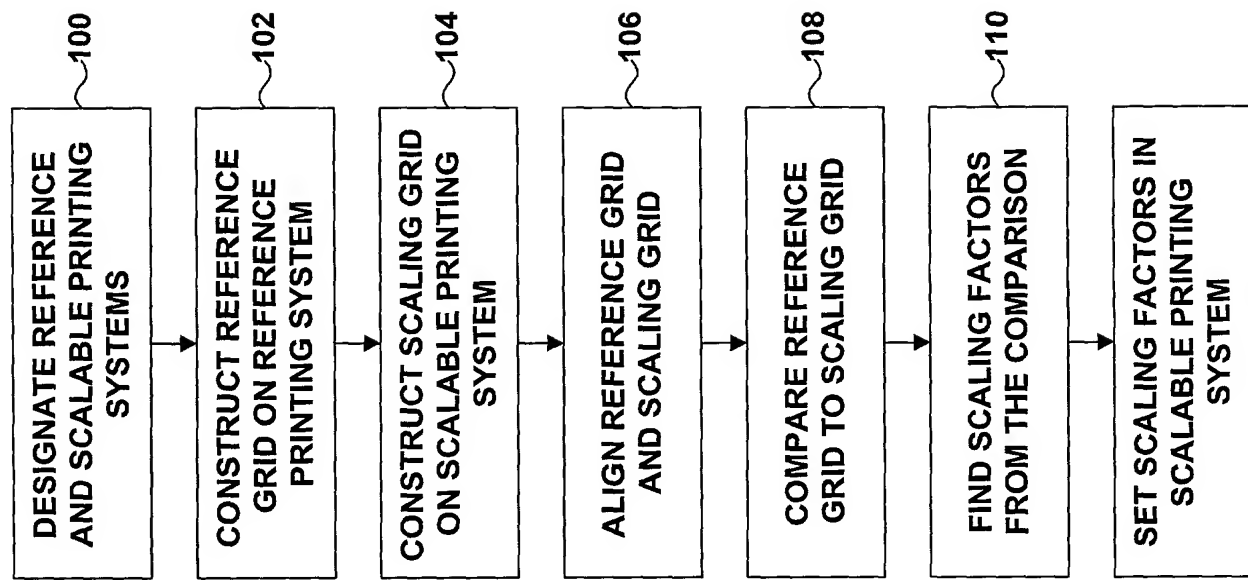 DESIGNATE REFERENCE
AND SCALABLE PRINTING
SYSTEMS
100
CONSTRUCT REFERENCE
GRID ON REFERENCE
PRINTING SYSTEM
102
CONSTRUCT SCALING GRID
ON SCALABLE PRINTING
SYSTEM
104
ALIGN REFERENCE GRID
AND SCALING GRID
106
COMPARE REFERENCE
GRID TO SCALING GRID
108
FIND SCALING FACTORS
FROM THE COMPARISON
110
SET SCALING FACTORS IN
SCALABLE PRINTING
SYSTEM